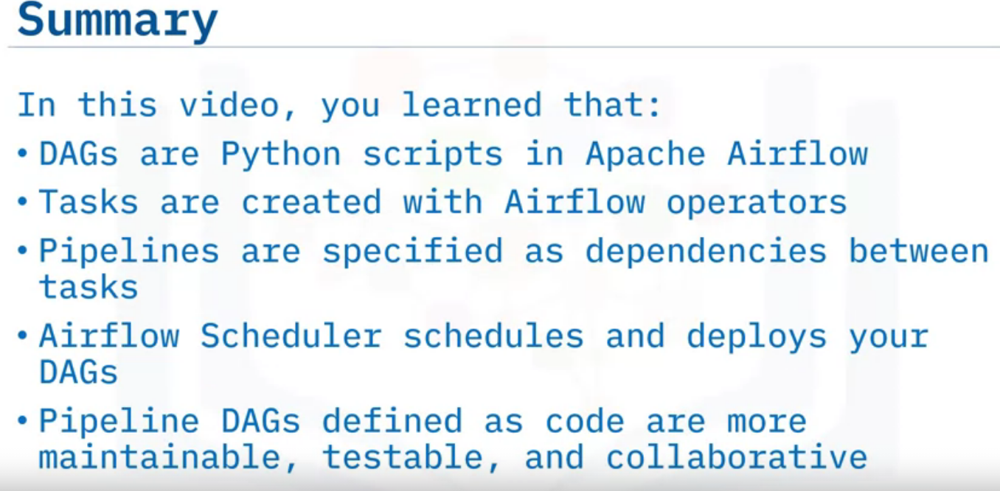 Summary
In this video, you learned that:
• DAGs are Python scripts in Apache Airflow
• Tasks are created with Airflow operators
• Pipelines are specified as dependencies between
tasks
• Airflow Scheduler schedules and deploys your
DAGs
• Pipeline DAGs defined as code are more
maintainable, testable, and collaborative